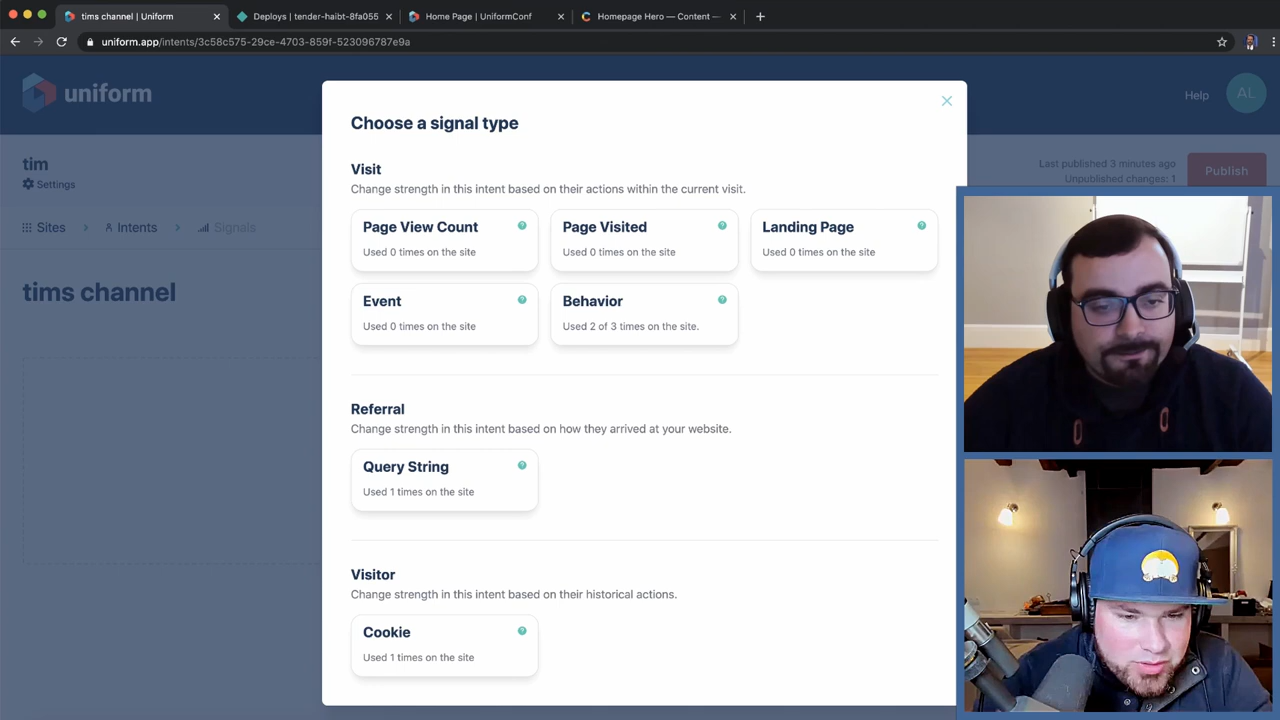 tims channel | Uniform
Deploys | tender-haibt-8fa055
Home Page | UniformConf
Homepage Hero — Content —
uniform.app/intents/3c58c575-29ce-4703-859f-523096787e9a
uniform
Help
AL
tim
Settings
Last published 3 minutes ago
Unpublished changes: 1
Publish
Sites
Intents
Signals
tims channel
Choose a signal type
Visit
Change strength in this intent based on their actions within the current visit.
Page View Count
Used 0 times on the site
Page Visited
Used 0 times on the site
Landing Page
Used 0 times on the site
Event
Used 0 times on the site
Behavior
Used 2 of 3 times on the site.
Referral
Change strength in this intent based on how they arrived at your website.
Query String
Used 1 times on the site
Visitor
Change strength in this intent based on their historical actions.
Cookie
Used 1 times on the site